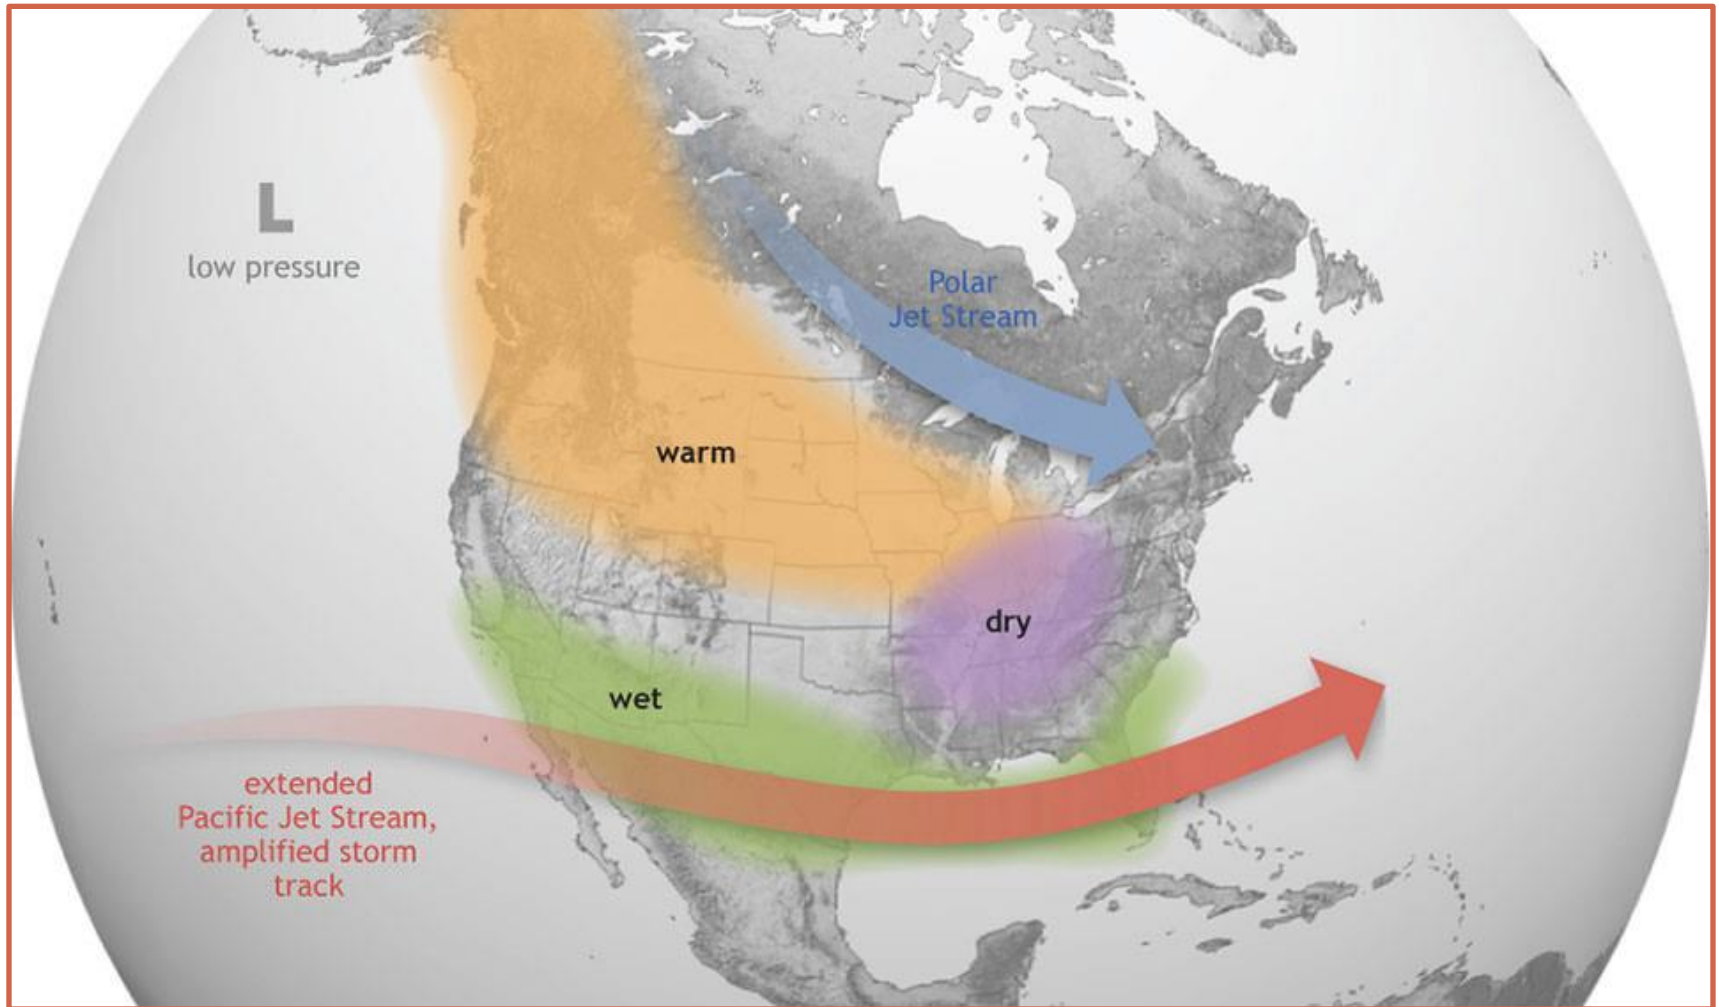 L
low pressure
Polar
Jet Stream
warm
dry
wet
extended
Pacific Jet Stream,
amplified storm
track